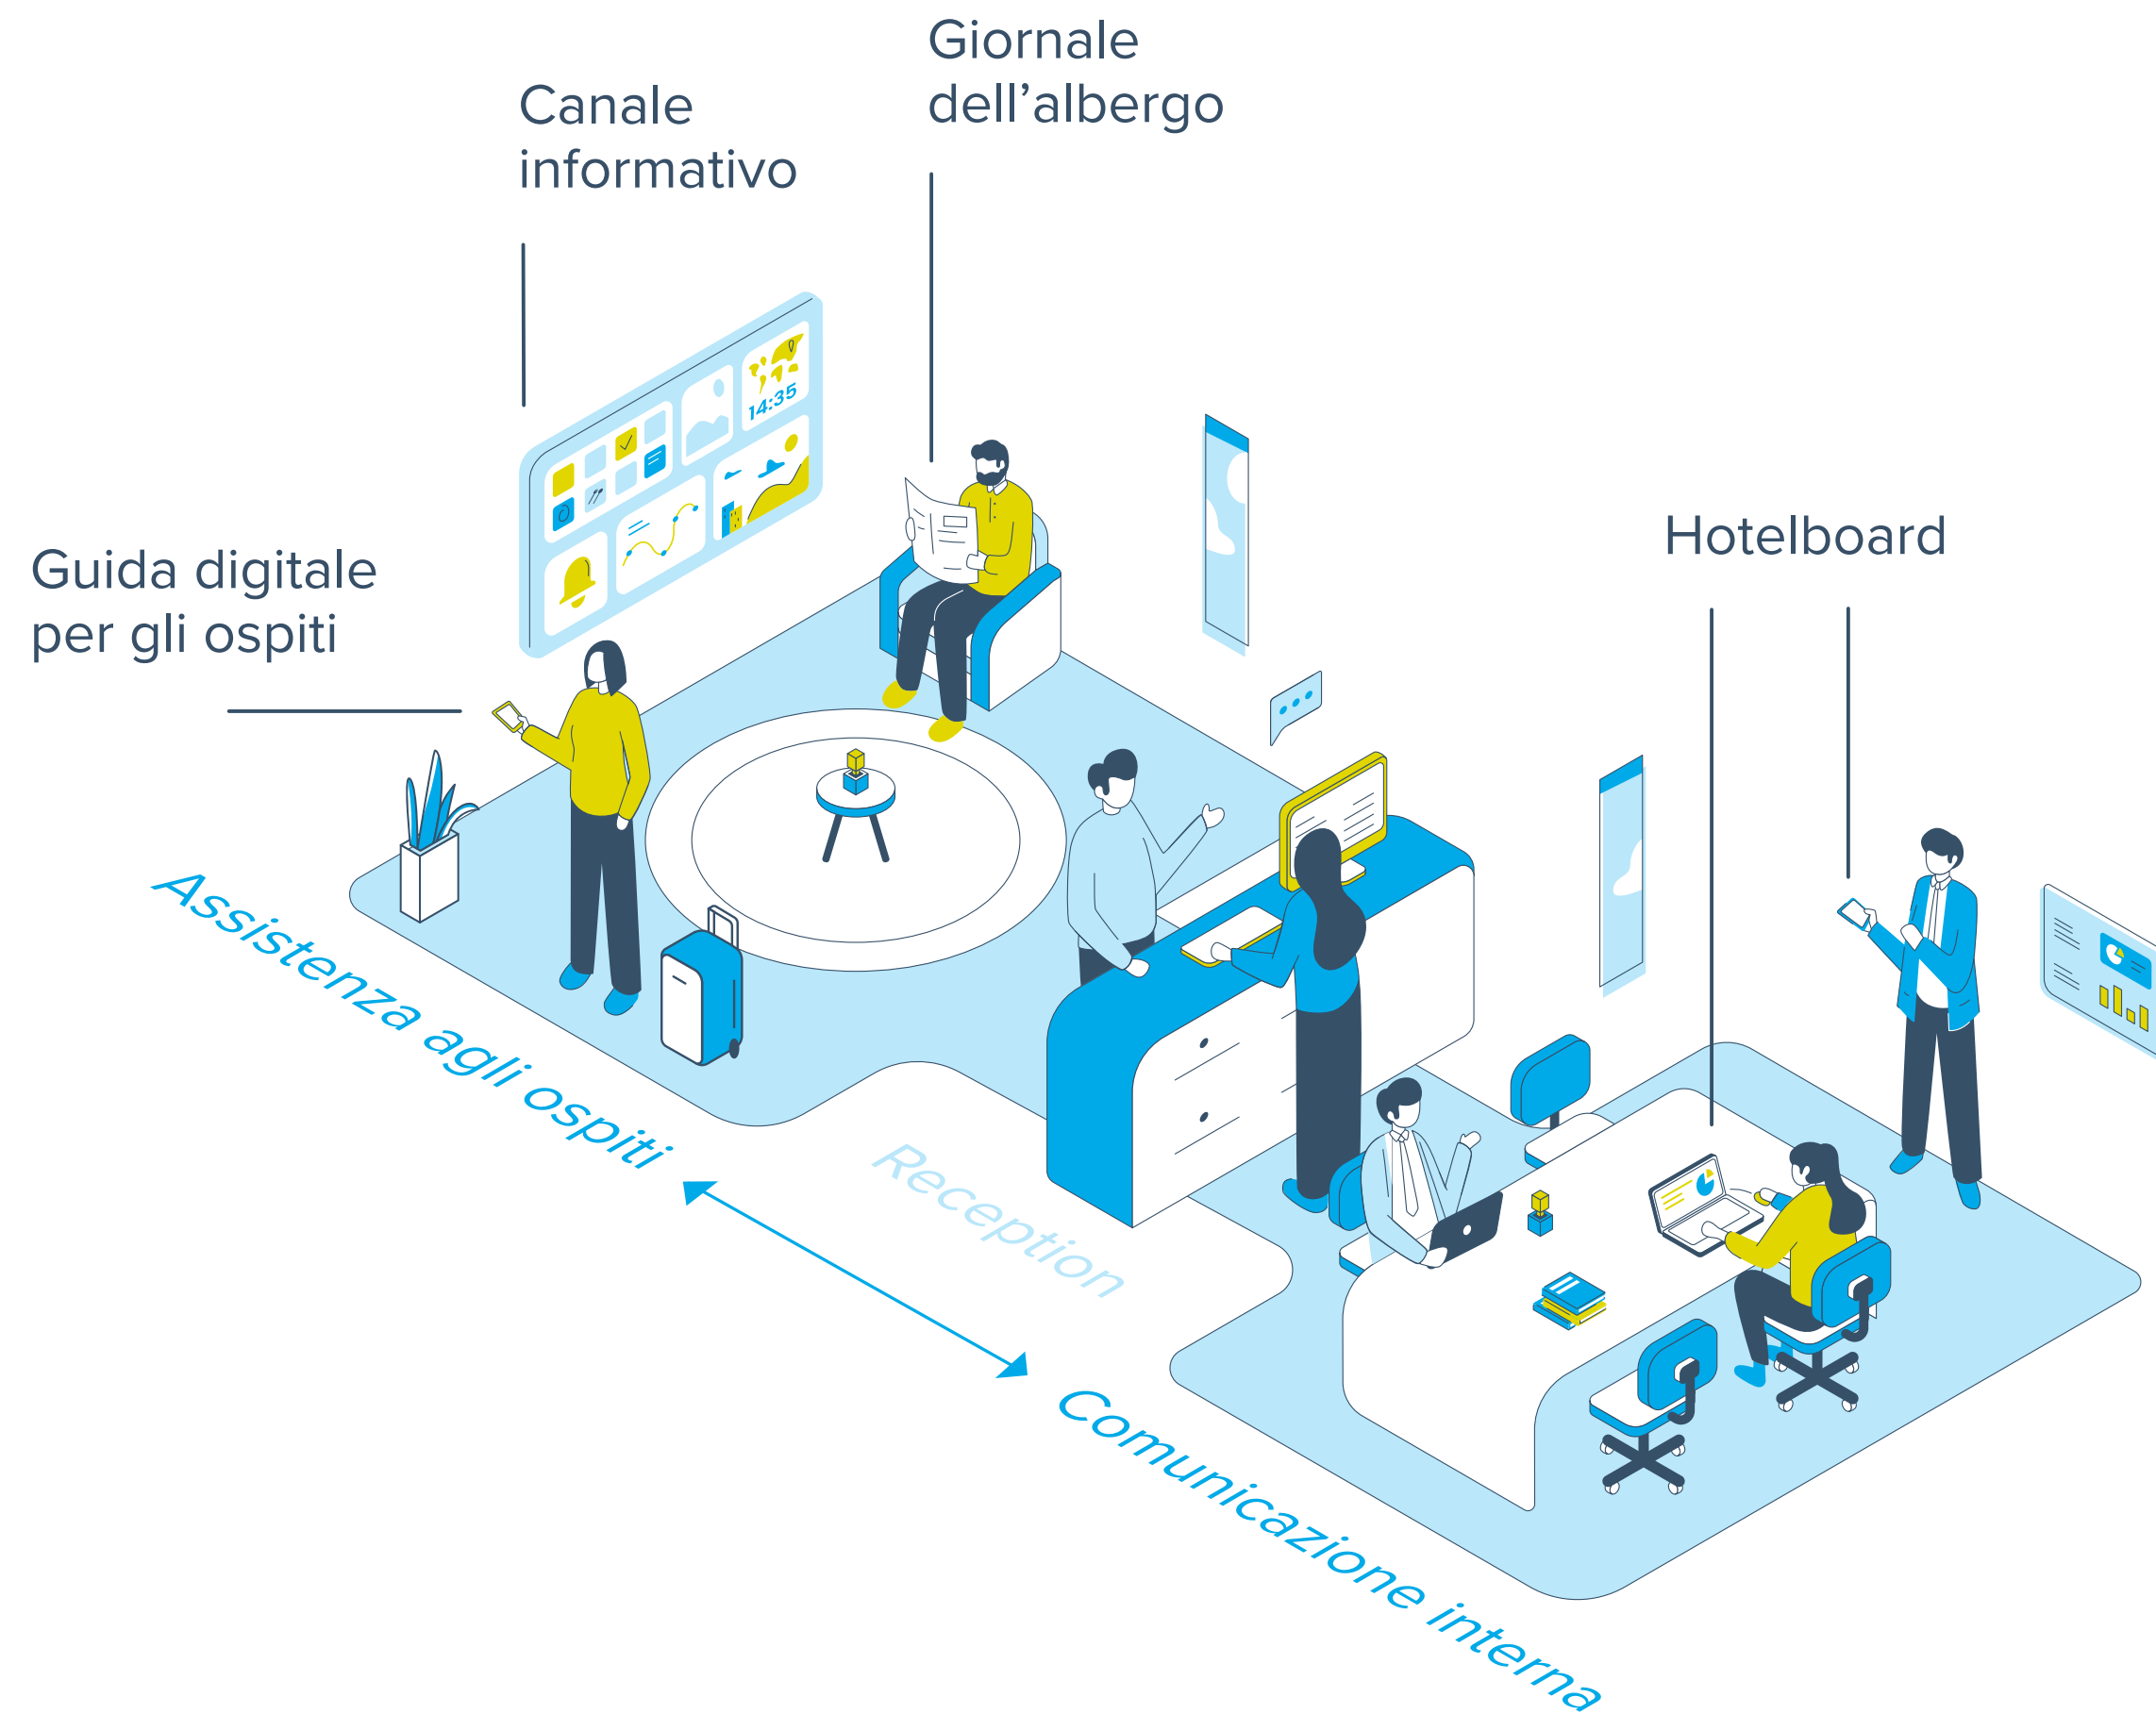 Giornale
dell’albergo
Canale
informativo
14:35
Hotelboard
Guida digitale
per gli ospiti
Assistenza agli ospiti
Reception
Comunicazione interna